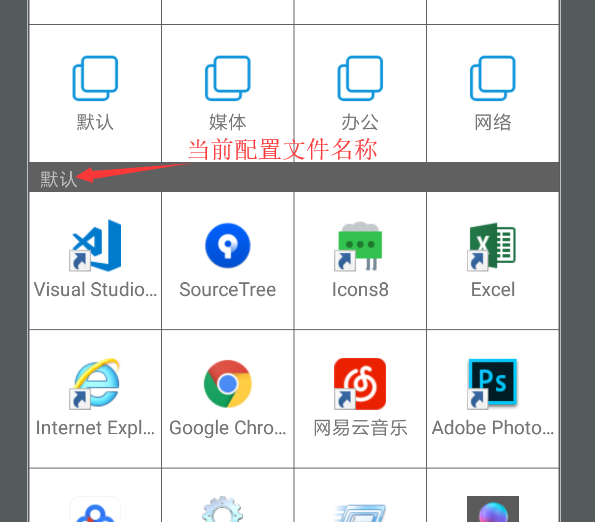 默认
媒体
办公
网络
当前配置文件名称
默认
Visual Studio...
SourceTree
Icons8
Excel
X
Internet Expl...
Google Chro...
网易云音乐
Adobe Photo...
Ps